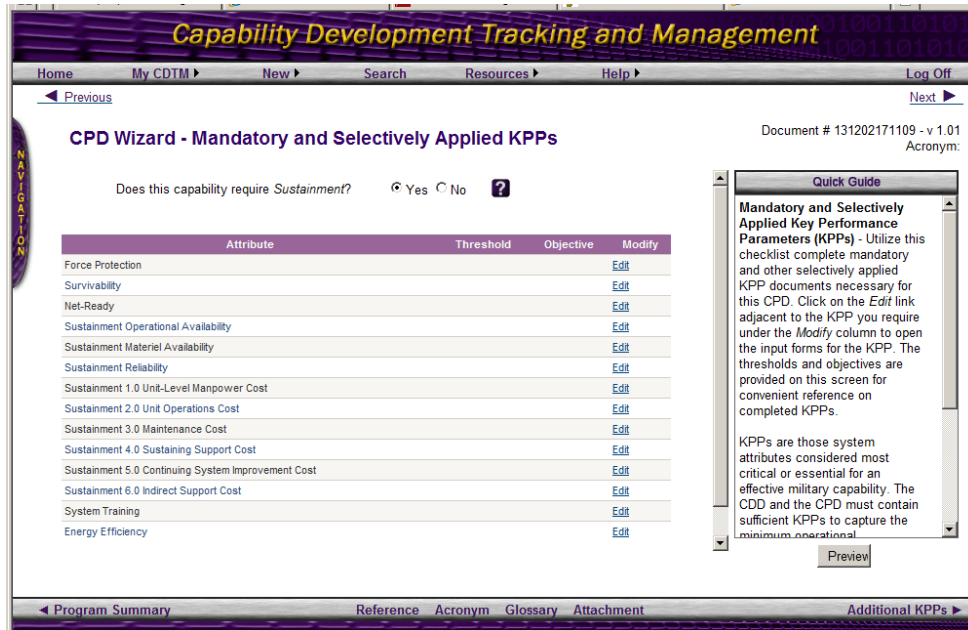 Capability Development Tracking and Management
Home My CDTM New Search Resources Help Log Off
Previous Next
CPD Wizard - Mandatory and Selectively Applied KPPs
Document # 131202171109 - v 1.01
Acronym:
NAVIGATION
Does this capability require Sustainment? Yes No ?
Attribute Threshold Objective Modify
Force Protection Edit
Survivability Edit
Net-Ready Edit
Sustainment Operational Availability Edit
Sustainment Materiel Availability Edit
Sustainment Reliability Edit
Sustainment 1.0 Unit-Level Manpower Cost Edit
Sustainment 2.0 Unit Operations Cost Edit
Sustainment 3.0 Maintenance Cost Edit
Sustainment 4.0 Sustaining Support Cost Edit
Sustainment 5.0 Continuing System Improvement Cost Edit
Sustainment 6.0 Indirect Support Cost Edit
System Training Edit
Energy Efficiency Edit
Quick Guide
Mandatory and Selectively
Applied Key Performance
Parameters (KPPs) - Utilize this
checklist complete mandatory
and other selectively applied
KPP documents necessary for
this CPD. Click on the Edit link
adjacent to the KPP you require
under the Modify column to open
the input forms for the KPP. The
thresholds and objectives are
provided on this screen for
convenient reference on
completed KPPs.
KPPs are those system
attributes considered most
critical or essential for an
effective military capability. The
CDD and the CPD must contain
sufficient KPPs to capture the
minimum operational
Preview
Program Summary Reference Acronym Glossary Attachment Additional KPPs